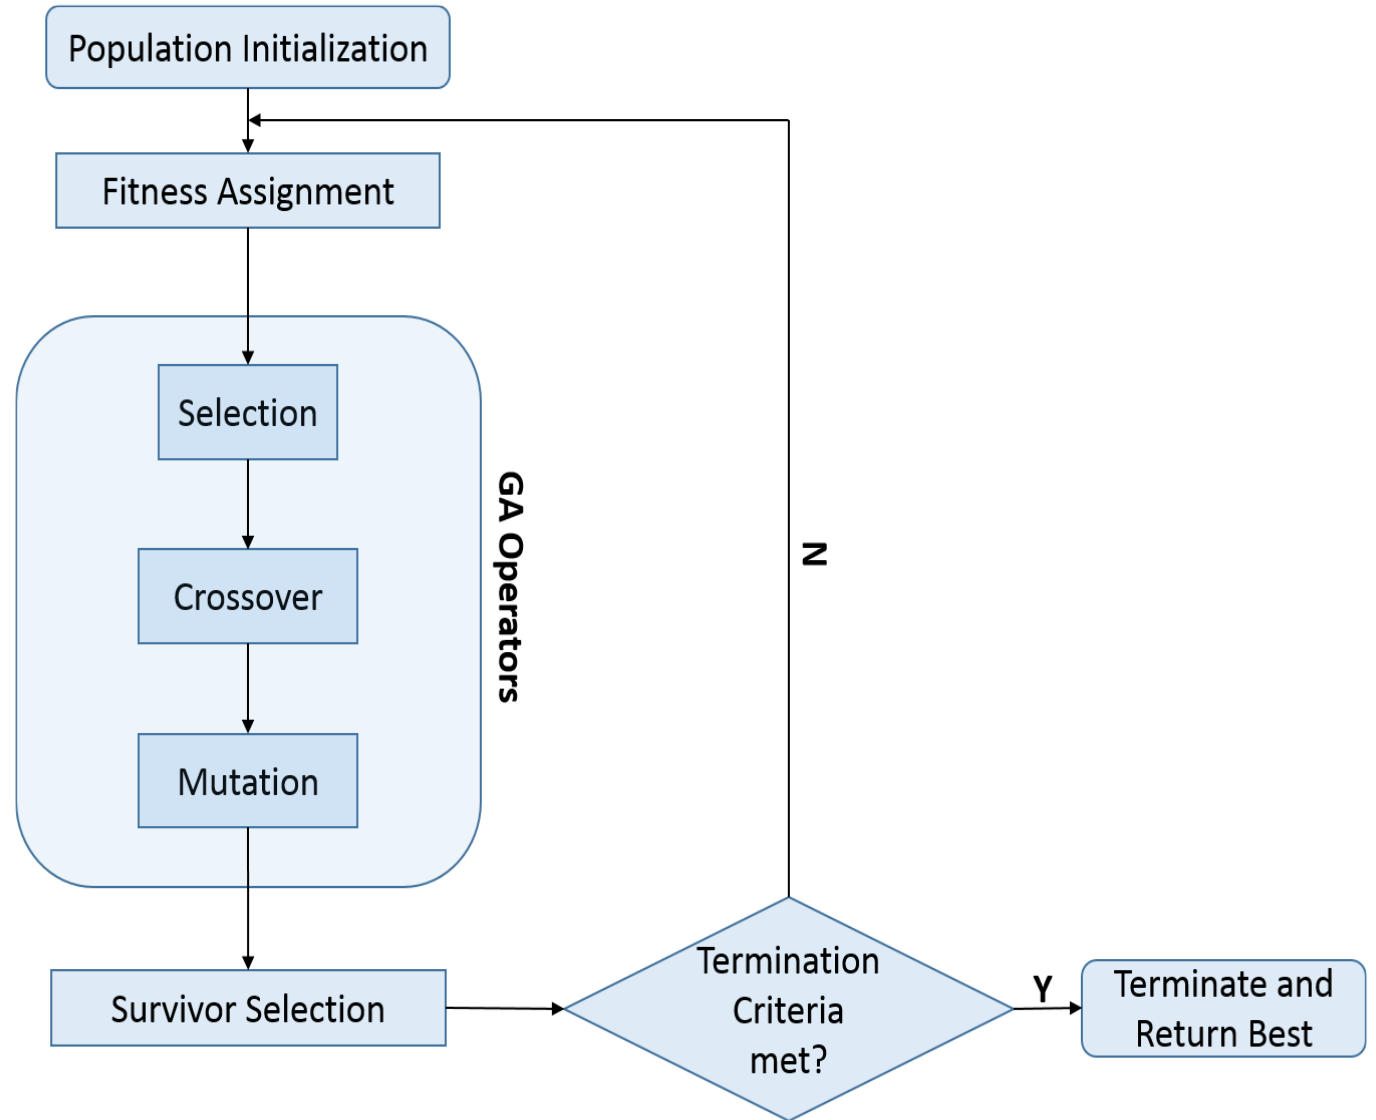 Population Initialization
Fitness Assignment
Selection
GA Operators
Crossover
N
Mutation
Survivor Selection
Termination
Criteria
met?
Y
Terminate and
Return Best